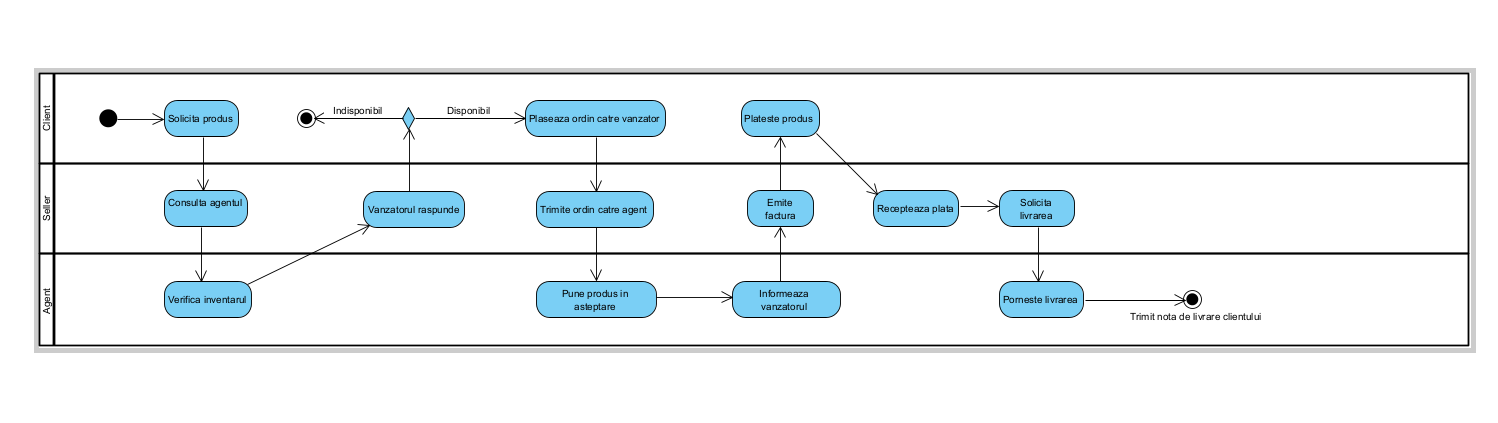 Client
Solicita produs
Indisponibil
Disponibil
Plaseaza ordin catre vanzator
Plateste produs
Seller
Consulta agentul
Vanzatorul raspunde
Trimite ordin catre agent
Emite
factura
Recepteaza plata
Solicita
livrarea
Agent
Verifica inventarul
Pune produs in
asteptare
Informeaza
vanzatorul
Porneste livrarea
Trimit nota de livrare clientului